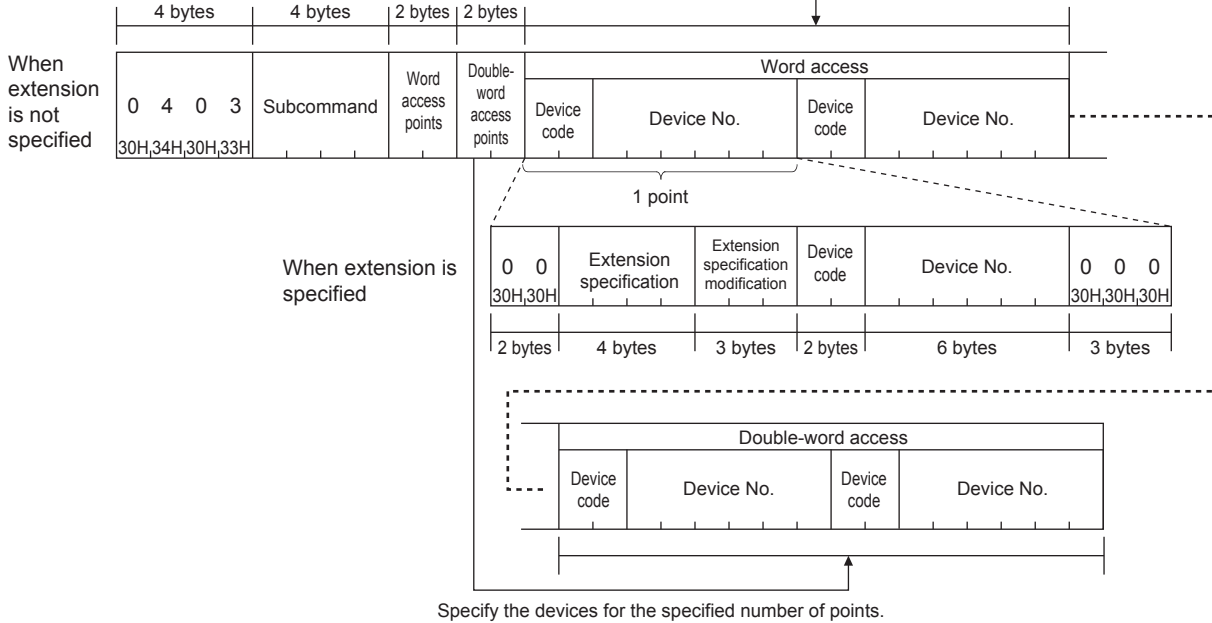 4 bytes 4 bytes 2 bytes 2 bytes
When
extension
is not
specified
0 4 0 3
30H 34H 30H 33H
Subcommand
Word
access
points
Double-
word
access
points
Word access
Device
code
Device No.
Device
code
Device No.
1 point
When extension is
specified
0 0
30H 30H
Extension
specification
Extension
specification
modification
Device
code
Device No.
0 0 0
30H 30H 30H
2 bytes 4 bytes 3 bytes 2 bytes 6 bytes 3 bytes
Double-word access
Device
code
Device No.
Device
code
Device No.
Specify the devices for the specified number of points.